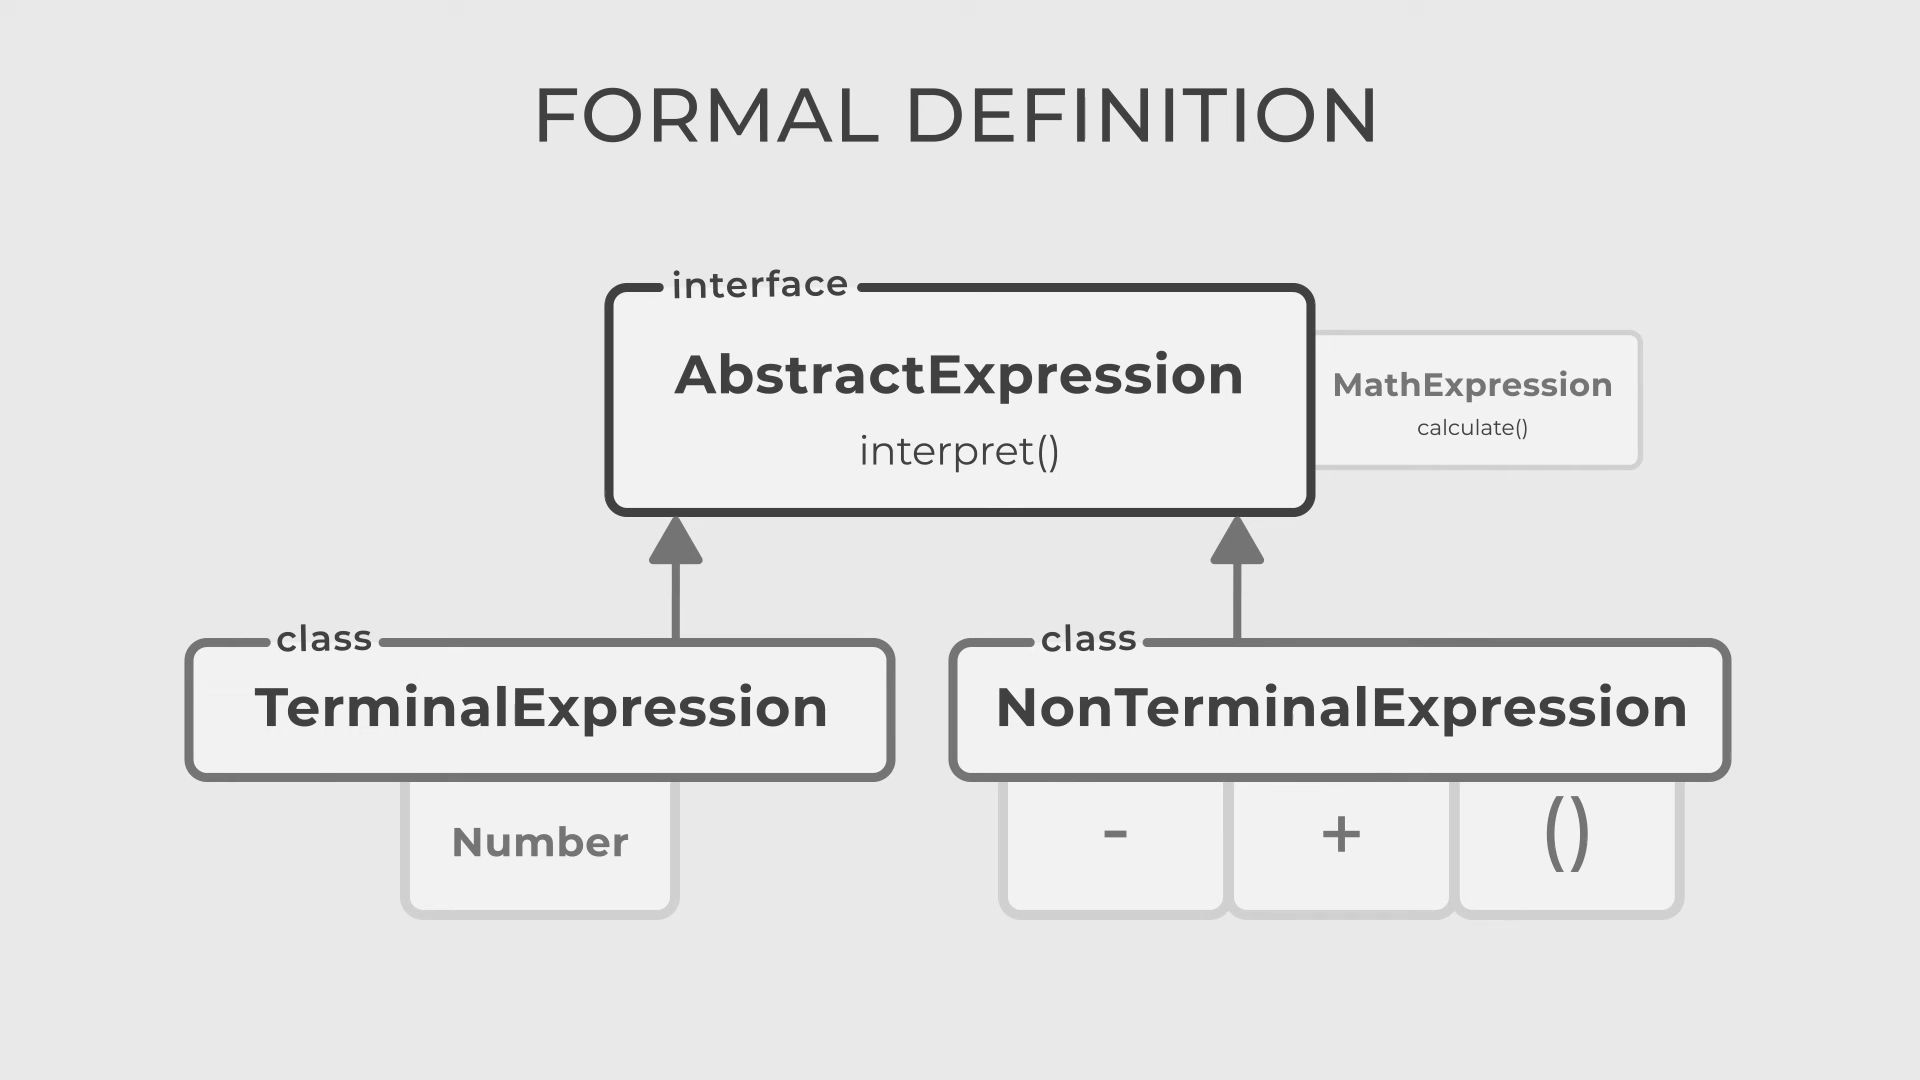 FORMAL DEFINITION
interface
AbstractExpression
interpret()
MathExpression
calculate()
class
TerminalExpression
Number
class
NonTerminalExpression
- + ()